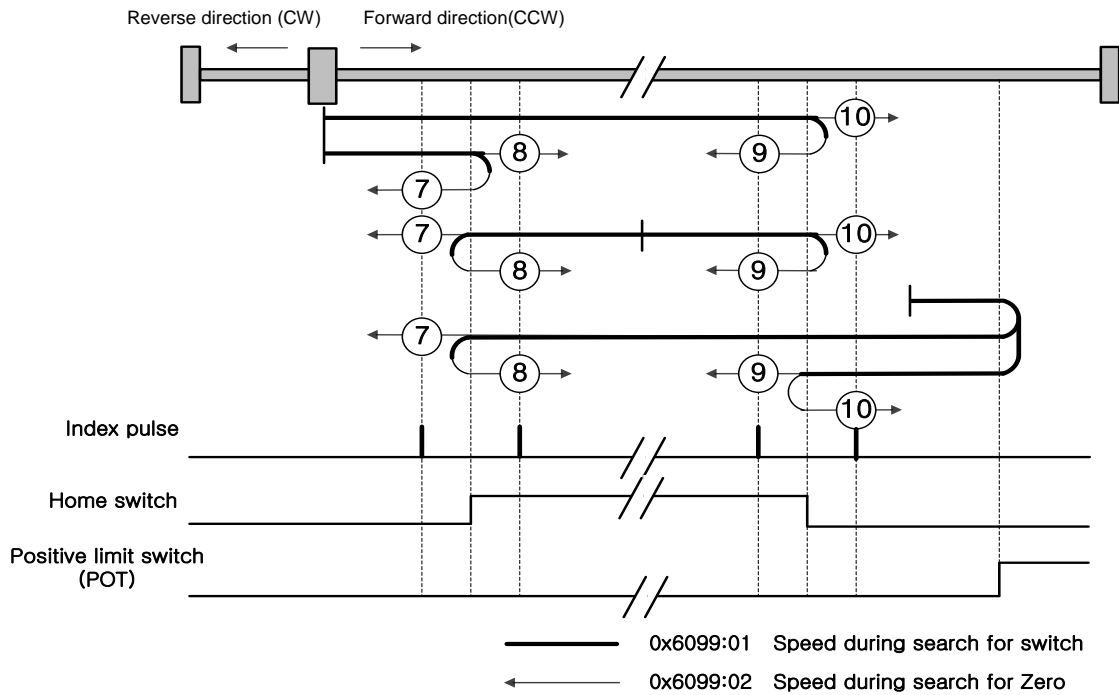 Reverse direction (CW) Forward direction(CCW)
10
8 9
7
7 10
8 9
7
8 9
10
Index pulse
Home switch
Positive limit switch
(POT)
0x6099:01 Speed during search for switch
0x6099:02 Speed during search for Zero